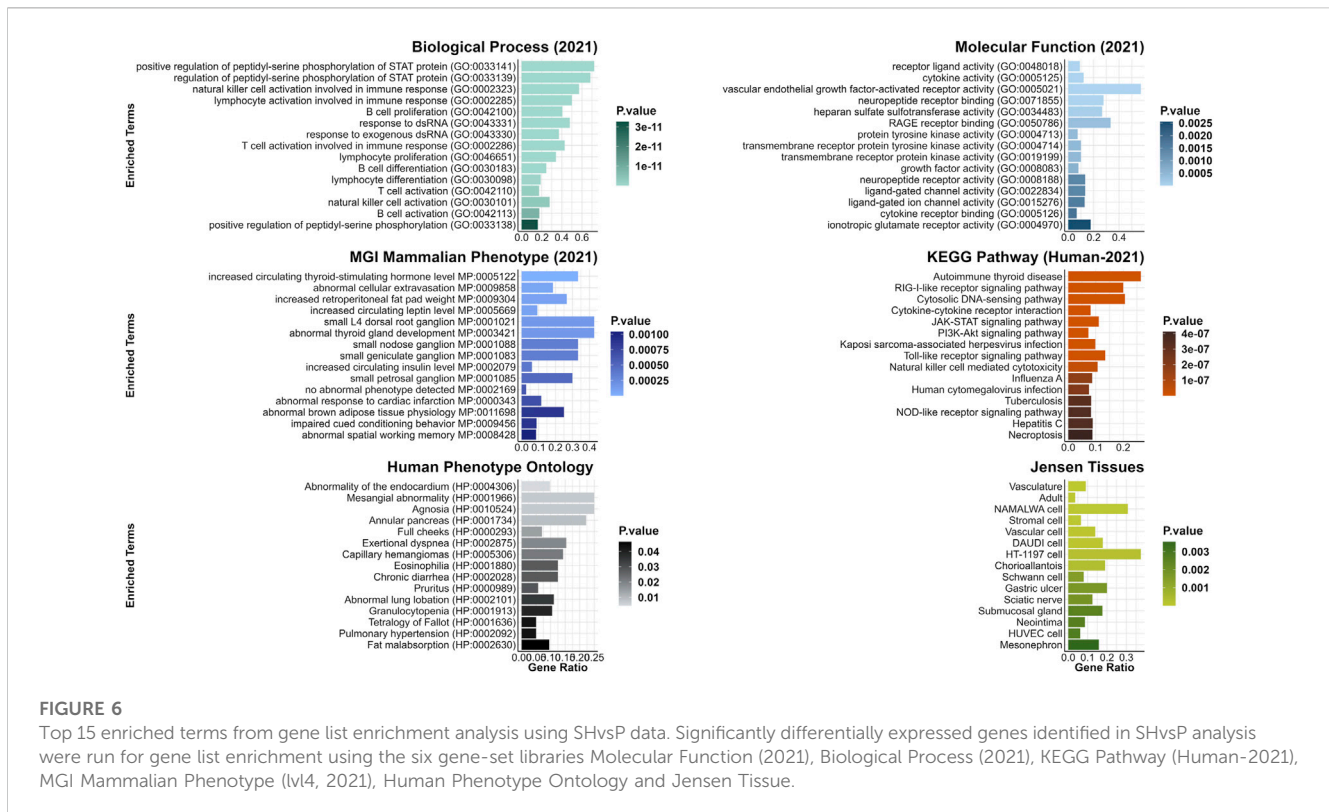 Biological Process (2021)
Enriched Terms
positive regulation of peptidyl-serine phosphorylation of STAT protein (GO:0033141)
regulation of peptidyl-serine phosphorylation of STAT protein (GO:0033139)
natural killer cell activation involved in immune response (GO:0002323)
lymphocyte activation involved in immune response (GO:0002285)
B cell proliferation (GO:0042100)
response to dsRNA (GO:0043331)
response to exogenous dsRNA (GO:0043330)
T cell activation involved in immune response (GO:0002286)
lymphocyte proliferation (GO:0046651)
B cell differentiation (GO:0030183)
lymphocyte differentiation (GO:0030098)
T cell activation (GO:0042110)
natural killer cell activation (GO:0030101)
B cell activation (GO:0042113)
positive regulation of peptidyl-serine phosphorylation (GO:0033138)
0.0 0.2 0.4 0.6
P.value
3e-11
2e-11
1e-11
Molecular Function (2021)
receptor ligand activity (GO:0048018)
cytokine activity (GO:0005125)
vascular endothelial growth factor-activated receptor activity (GO:0005021)
neuropeptide receptor binding (GO:0071855)
heparan sulfate sulfotransferase activity (GO:0034483)
RAGE receptor binding (GO:0050786)
protein tyrosine kinase activity (GO:0004713)
transmembrane receptor protein tyrosine kinase activity (GO:0004714)
transmembrane receptor protein kinase activity (GO:0019199)
growth factor activity (GO:0008083)
neuropeptide receptor activity (GO:0008188)
ligand-gated channel activity (GO:0022834)
ligand-gated ion channel activity (GO:0015276)
cytokine receptor binding (GO:0005126)
ionotropic glutamate receptor activity (GO:0004970)
0.0 0.2 0.4
P.value
0.0025
0.0020
0.0015
0.0010
0.0005
MGI Mammalian Phenotype (2021)
Enriched Terms
increased circulating thyroid-stimulating hormone level MP:0005122
abnormal cellular extravasation MP:0009858
increased retroperitoneal fat pad weight MP:0009304
increased circulating leptin level MP:0005669
small L4 dorsal root ganglion MP:0001021
abnormal thyroid gland development MP:0003421
small nodose ganglion MP:0001088
small geniculate ganglion MP:0001083
increased circulating insulin level MP:0002079
small petrosal ganglion MP:0001085
no abnormal phenotype detected MP:0002169
abnormal response to cardiac infarction MP:0000343
abnormal brown adipose tissue physiology MP:0011698
impaired cued conditioning behavior MP:0009456
abnormal spatial working memory MP:0008428
0.0 0.1 0.2 0.3 0.4
P.value
0.00100
0.00075
0.00050
0.00025
KEGG Pathway (Human-2021)
Autoimmune thyroid disease
RIG-I-like receptor signaling pathway
Cytosolic DNA-sensing pathway
Cytokine-cytokine receptor interaction
JAK-STAT signaling pathway
PI3K-Akt signaling pathway
Kaposi sarcoma-associated herpesvirus infection
Toll-like receptor signaling pathway
Natural killer cell mediated cytotoxicity
Influenza A
Human cytomegalovirus infection
Tuberculosis
NOD-like receptor signaling pathway
Hepatitis C
Necroptosis
0.0 0.1 0.2
P.value
4e-07
3e-07
2e-07
1e-07
Human Phenotype Ontology
Enriched Terms
Abnormality of the endocardium (HP:0004306)
Mesangial abnormality (HP:0001966)
Agnosia (HP:0010524)
Annular pancreas (HP:0001734)
Full cheeks (HP:0000293)
Exertional dyspnea (HP:0002875)
Capillary hemangiomas (HP:0005306)
Eosinophilia (HP:0001880)
Chronic diarrhea (HP:0002028)
Pruritus (HP:0000989)
Abnormal lung lobation (HP:0002101)
Granulocytopenia (HP:0001913)
Tetralogy of Fallot (HP:0001636)
Pulmonary hypertension (HP:0002092)
Fat malabsorption (HP:0002630)
0.00 0.05 0.10 0.15 0.20 0.25
Gene Ratio
P.value
0.04
0.03
0.02
0.01
Jensen Tissues
Vasculature
Adult
NAMALWA cell
Stromal cell
Vascular cell
DAUDI cell
HT-1197 cell
Chorioallantois
Schwann cell
Gastric ulcer
Sciatic nerve
Submucosal gland
Neointima
HUVEC cell
Mesonephron
0.0 0.1 0.2 0.3
Gene Ratio
P.value
0.003
0.002
0.001
FIGURE 6
Top 15 enriched terms from gene list enrichment analysis using SHvsP data. Significantly differentially expressed genes identified in SHvsP analysis
were run for gene list enrichment using the six gene-set libraries Molecular Function (2021), Biological Process (2021), KEGG Pathway (Human-2021),
MGI Mammalian Phenotype (lvl4, 2021), Human Phenotype Ontology and Jensen Tissue.